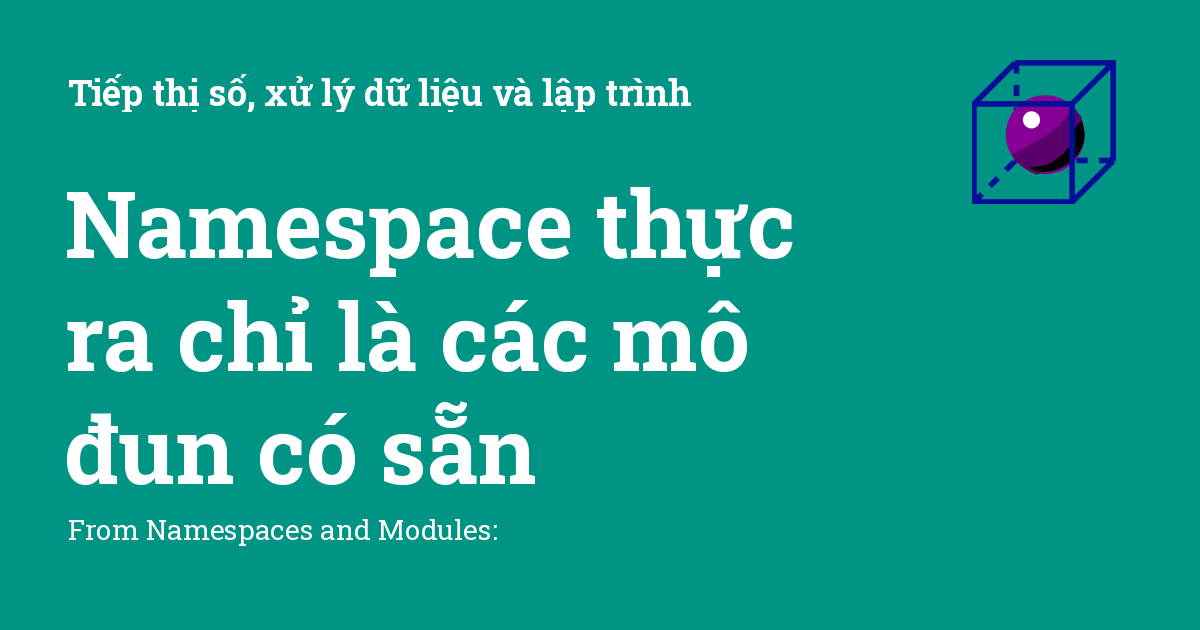 Tiếp thị số, xử lý dữ liệu và lập trình
Namespace thực
ra chỉ là các mô
đun có sẵn
From Namespaces and Modules: